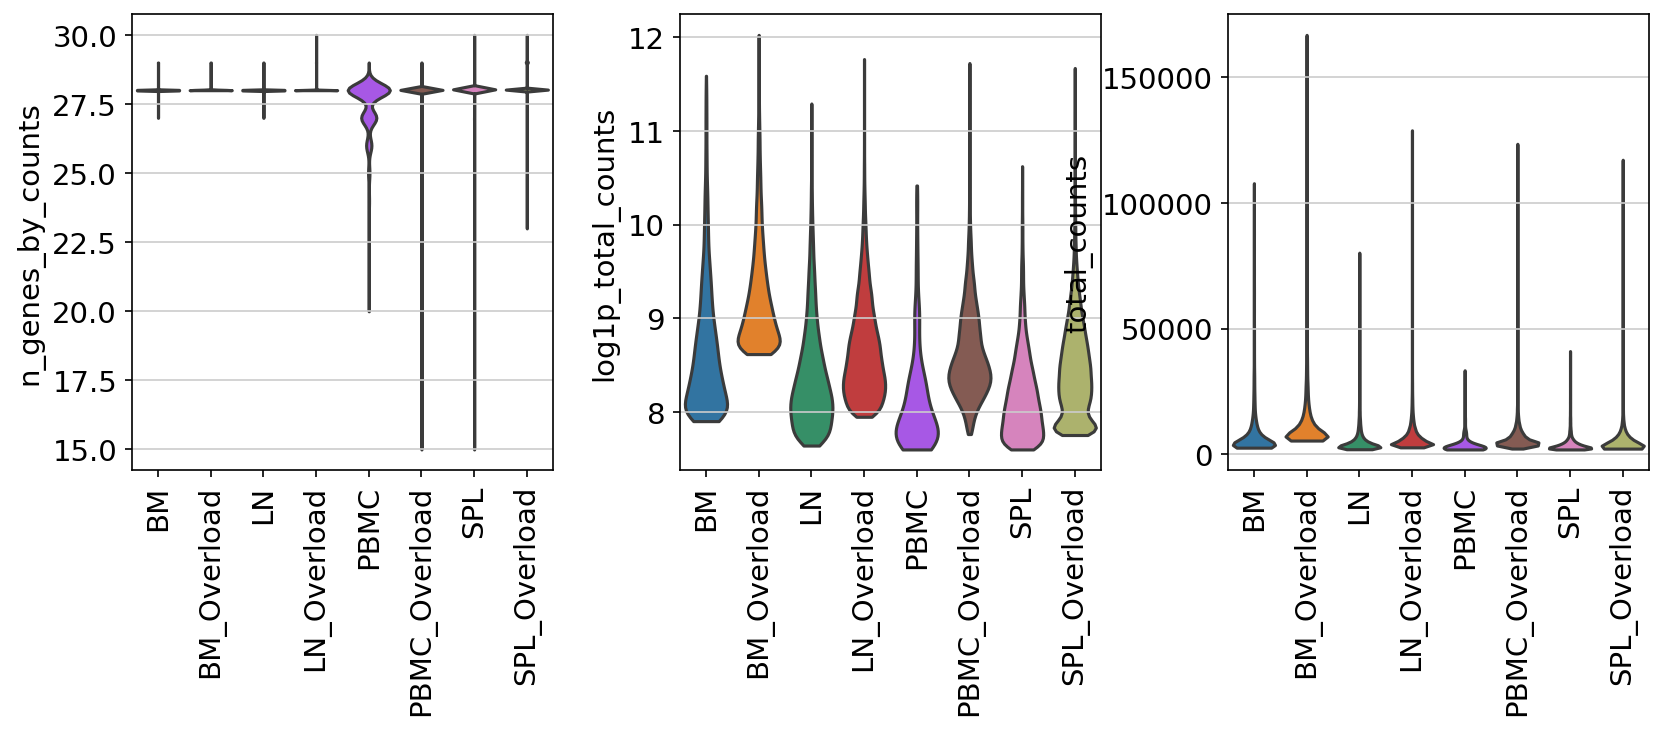 n_genes_by_counts
30.0
27.5
25.0
22.5
20.0
17.5
15.0
BM
BM_Overload
LN
LN_Overload
PBMC
PBMC_Overload
SPL
SPL_Overload
log1p_total_counts
12
11
10
9
8
BM
BM_Overload
LN
LN_Overload
PBMC
PBMC_Overload
SPL
SPL_Overload
total_counts
150000
100000
50000
0
BM
BM_Overload
LN
LN_Overload
PBMC
PBMC_Overload
SPL
SPL_Overload